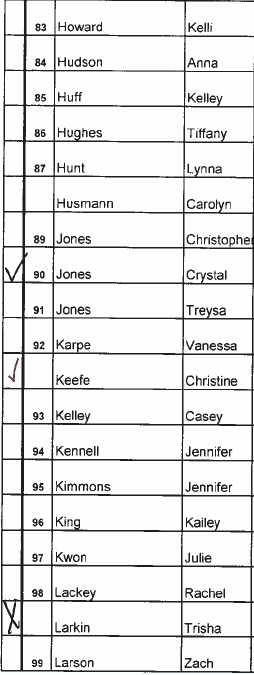 83 Howard Kelli
84 Hudson Anna
85 Huff Kelley
86 Hughes Tiffany
87 Hunt Lynna
Husmann Carolyn
89 Jones Christophe
✓ 90 Jones Crystal
91 Jones Treysa
92 Karpe Vanessa
✓ Keefe Christine
93 Kelley Casey
94 Kennell Jennifer
95 Kimmons Jennifer
96 King Kailey
97 Kwon Julie
98 Lackey Rachel
X Larkin Trisha
99 Larson Zach